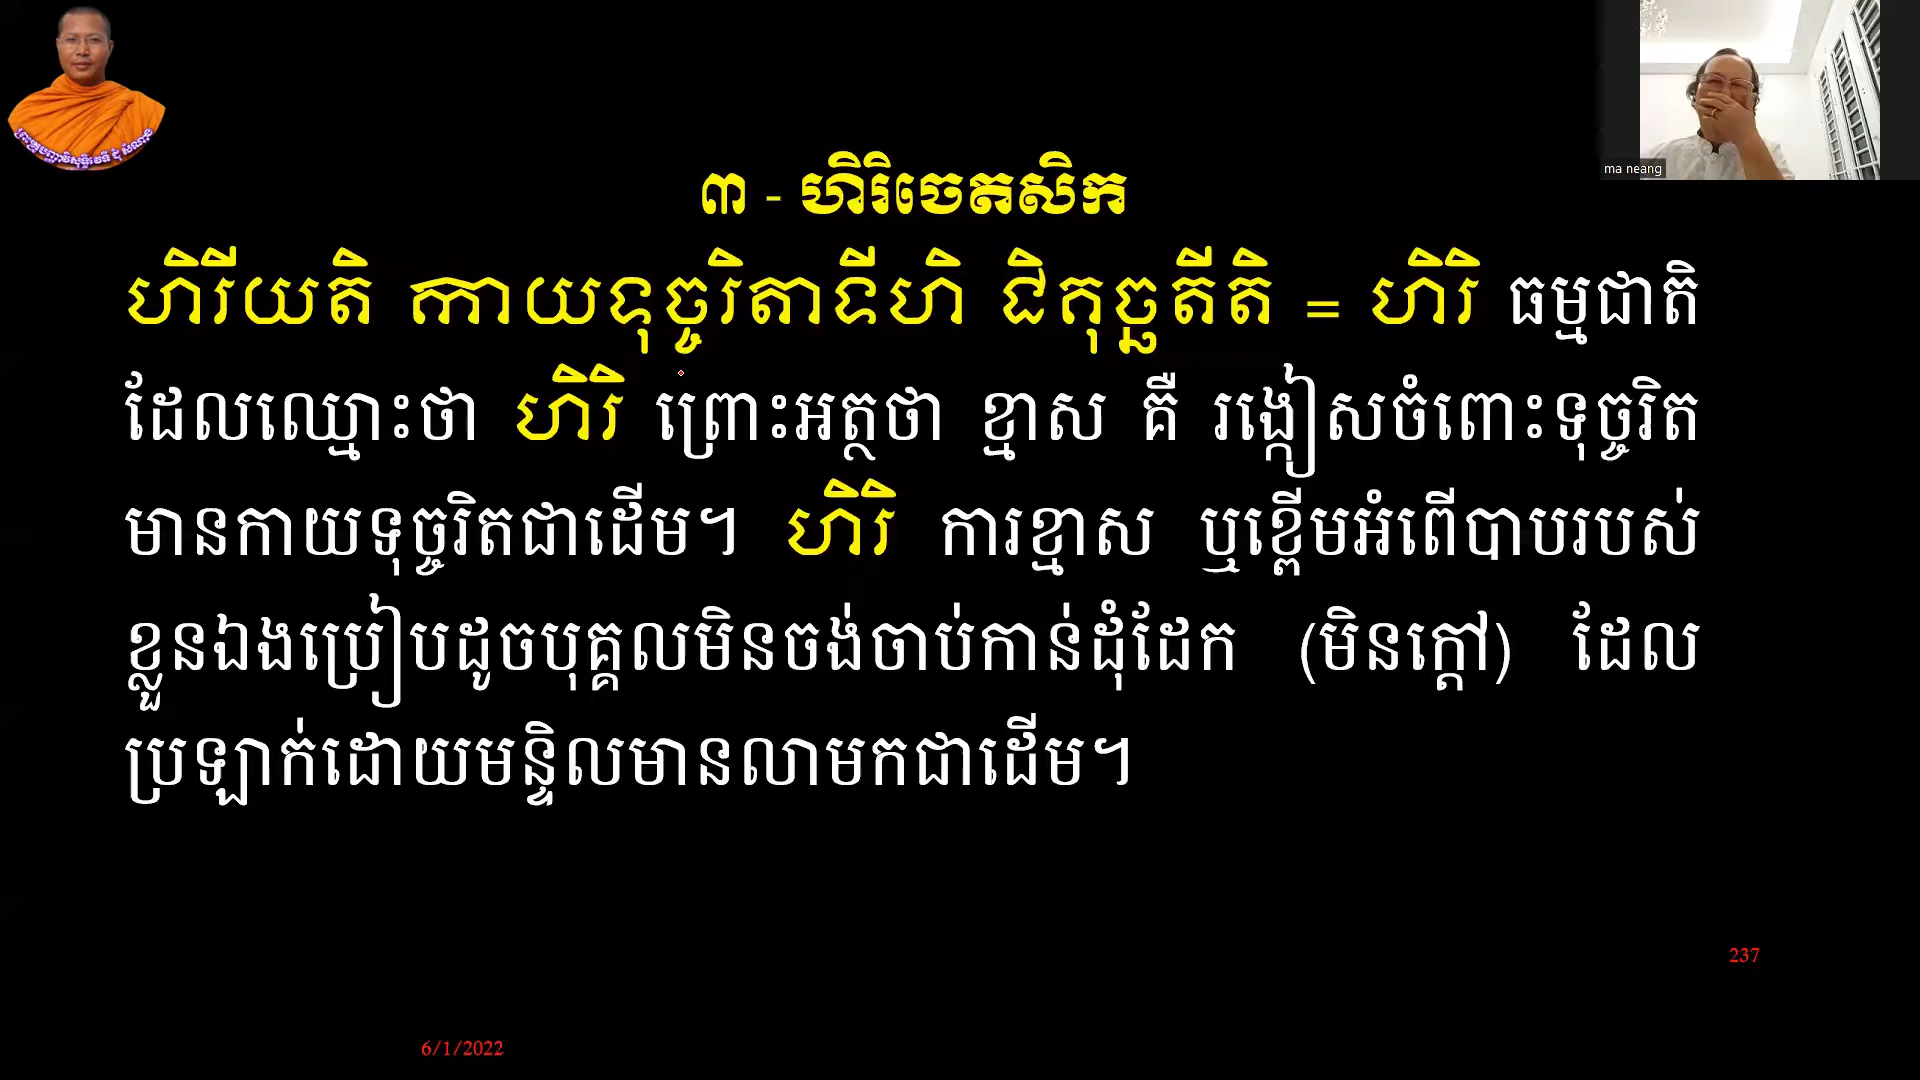 ma neang
៣ - ហិរិចេតសិក
ហិរីយតិ កាយទុច្ចរិតាទីហិ ជិគុច្ឆតីតិ = ហិរិ ធម្មជាតិ
ដែលឈ្មោះថា ហិរិ ព្រោះអត្ថថា ខ្មាស គឺ រង្កៀសចំពោះទុច្ចរិត
មានកាយទុច្ចរិតជាដើម។ ហិរិ ការខ្មាស ឬខ្ពើមអំពើបាបរបស់
ខ្លួនឯងប្រៀបដូចបុគ្គលមិនចង់ចាប់កាន់ដុំដែក (មិនក្ដៅ) ដែល
ប្រឡាក់ដោយមន្ទិលមានលាមកជាដើម។
237
6/1/2022